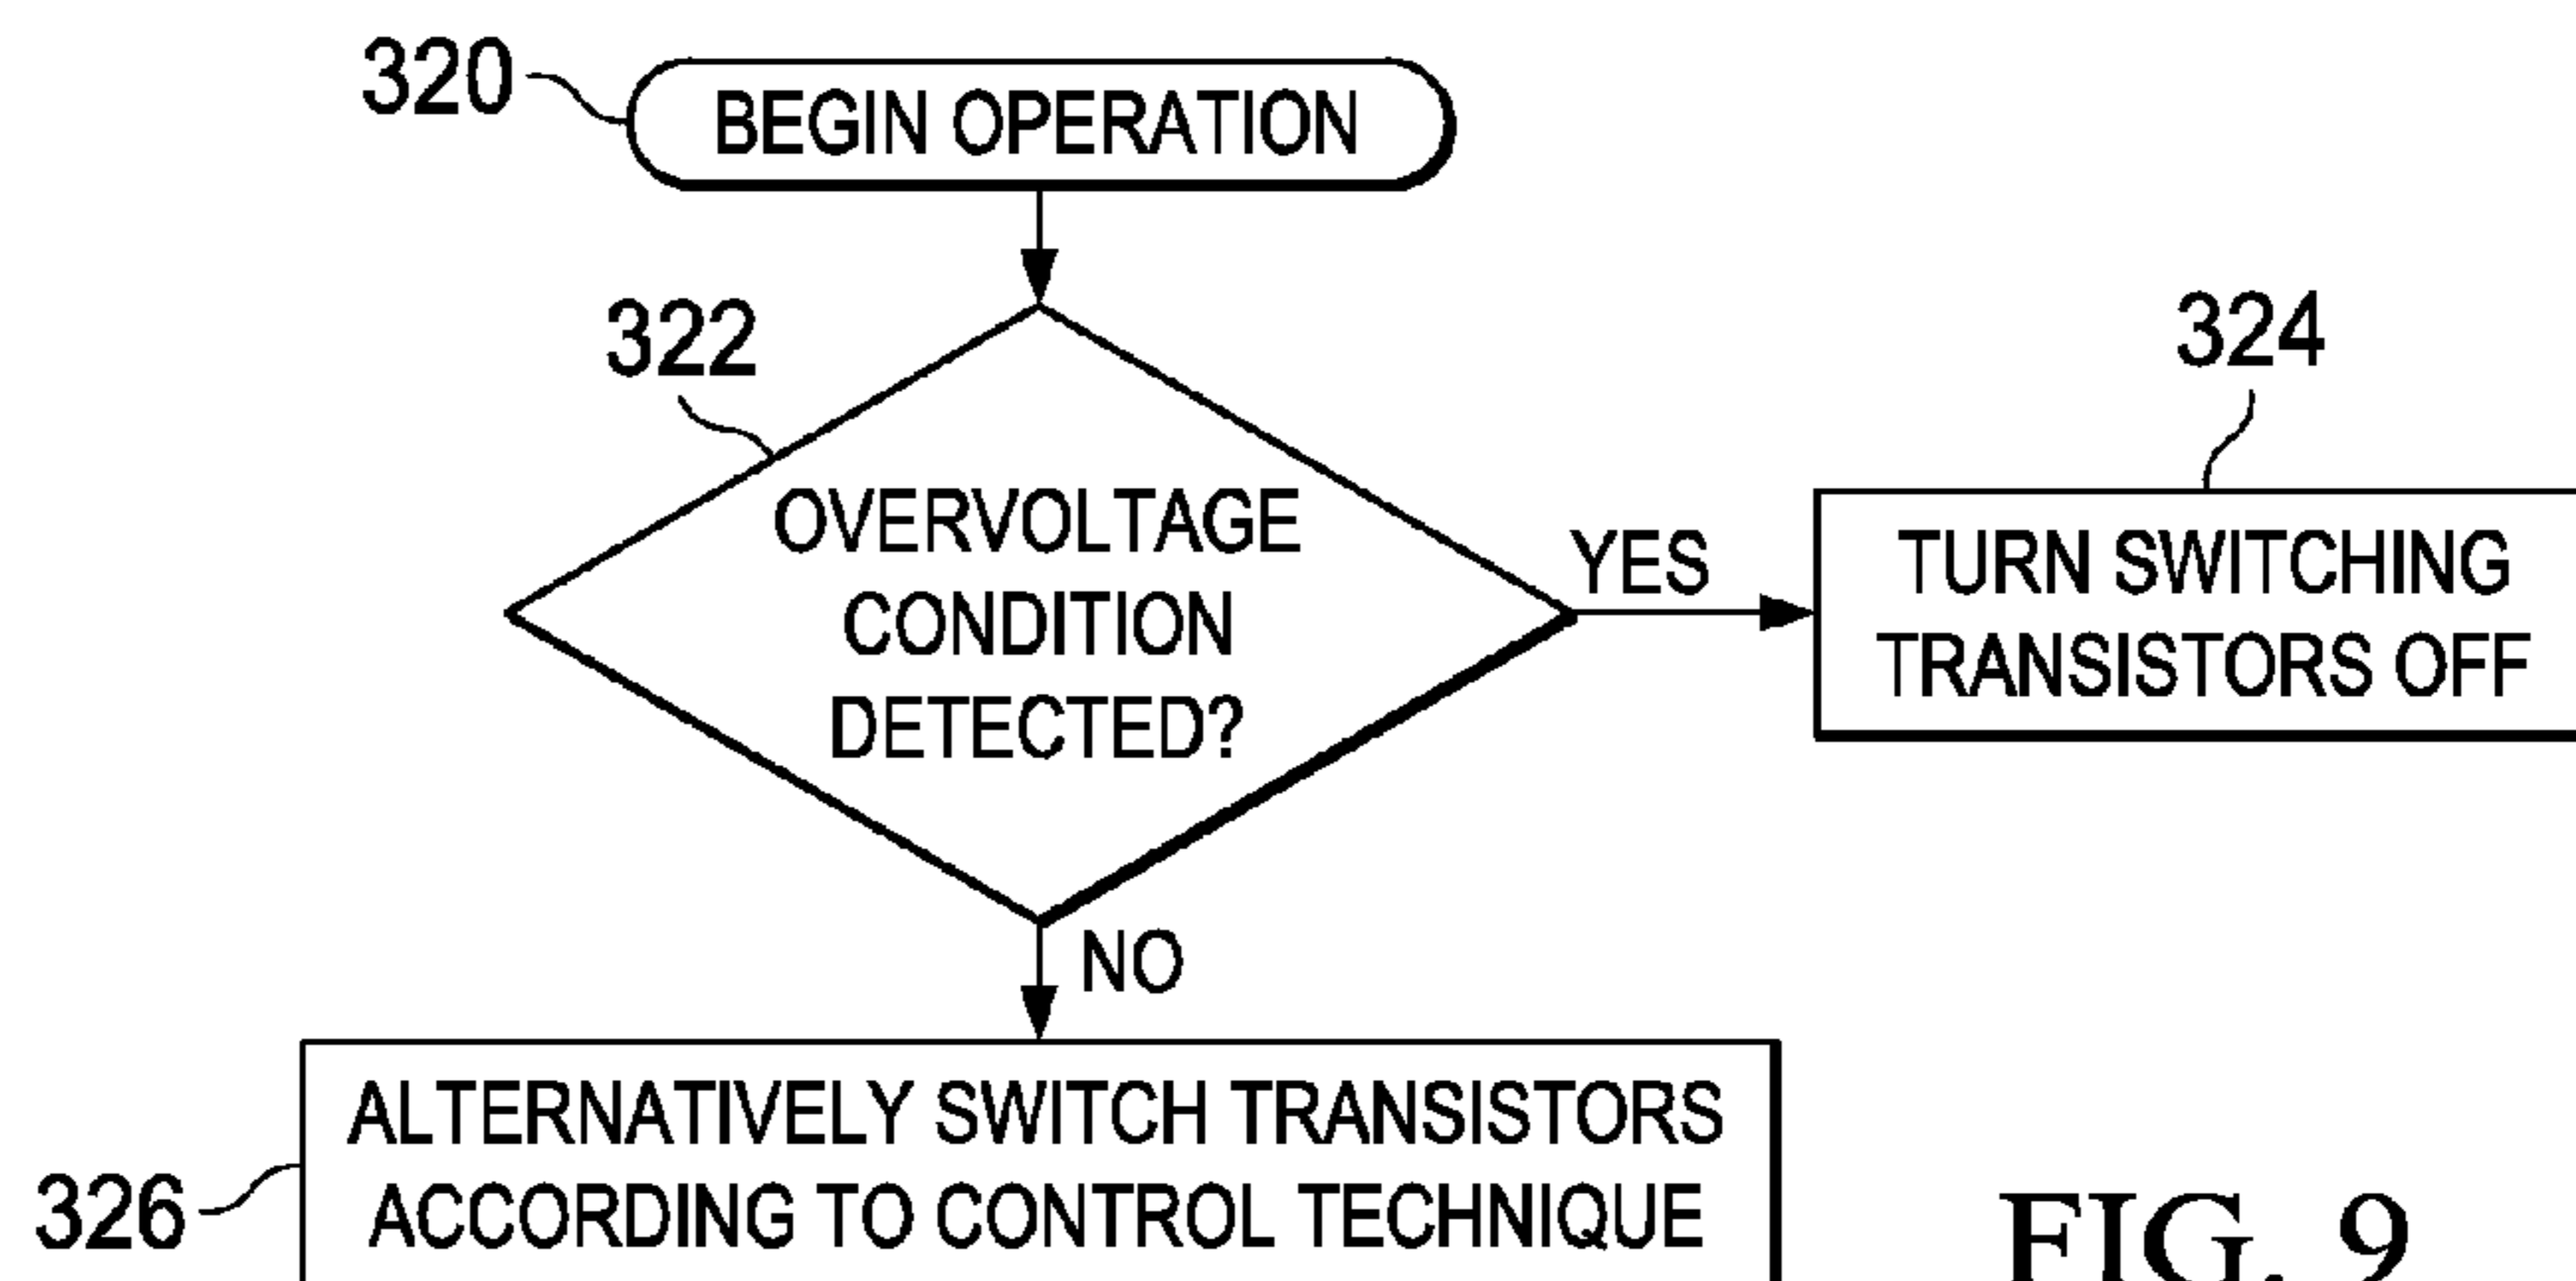 320
BEGIN OPERATION
322
OVERVOLTAGE
CONDITION
DETECTED?
YES
324
TURN SWITCHING
TRANSISTORS OFF
NO
326
ALTERNATIVELY SWITCH TRANSISTORS
ACCORDING TO CONTROL TECHNIQUE
FIG. 9